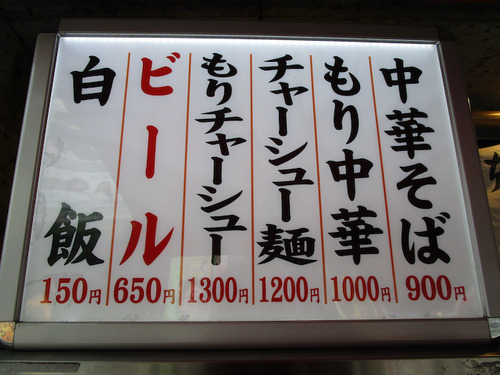 中華そば
900円
もり中華
1000円
チャーシュー麺
1200円
もりチャーシュー
1300円
ビール
650円
白飯
150円